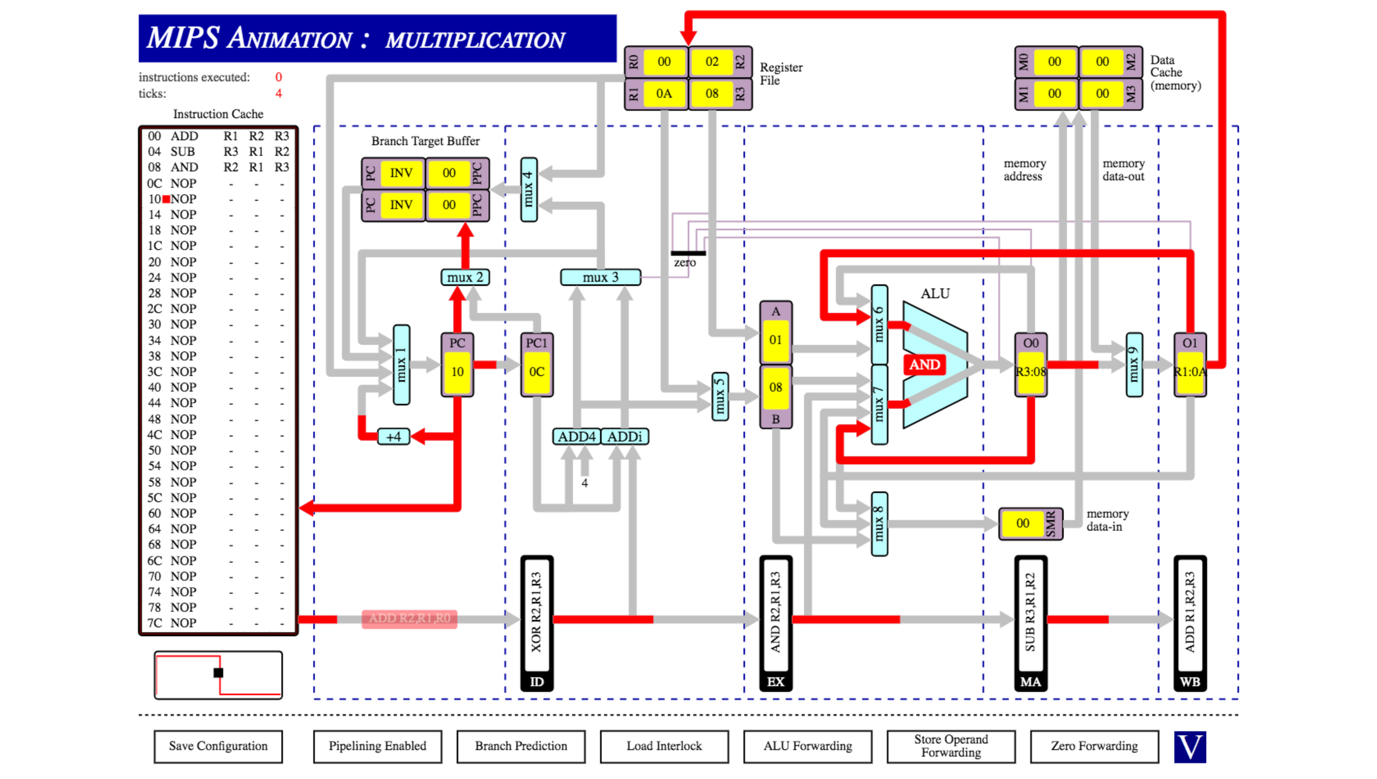 MIPS ANIMATION : MULTIPLICATION
instructions executed: 0
ticks: 4
Instruction Cache
00 ADD R1 R2 R3
04 SUB R3 R1 R2
08 AND R2 R1 R3
0C NOP - - -
10 NOP - - -
14 NOP - - -
18 NOP - - -
1C NOP - - -
20 NOP - - -
24 NOP - - -
28 NOP - - -
2C NOP - - -
30 NOP - - -
34 NOP - - -
38 NOP - - -
3C NOP - - -
40 NOP - - -
44 NOP - - -
48 NOP - - -
4C NOP - - -
50 NOP - - -
54 NOP - - -
58 NOP - - -
5C NOP - - -
60 NOP - - -
64 NOP - - -
68 NOP - - -
6C NOP - - -
70 NOP - - -
74 NOP - - -
78 NOP - - -
7C NOP - - -
R0 00 02 R2
R1 0A 08 R3
Register
File
M0 00 00 M2
M1 00 00 M3
Data
Cache
(memory)
Branch Target Buffer
PC INV 00 PPC
PC INV 00 PPC
mux 4
memory
address
memory
data-out
zero
mux 2
mux 3
mux 1
PC
10
PC1
0C
+4
ADD4 ADDi
4
mux 5
A
01
08
B
mux 6
mux 7
ALU
AND
mux 8
O0
R3:08
mux 9
O1
R1:0A
00 SMR
memory
data-in
ADD R2,R1,R0
XOR R2,R1,R3
ID
AND R2,R1,R3
EX
SUB R3,R1,R2
MA
ADD R1,R2,R3
WB
Save Configuration
Pipelining Enabled
Branch Prediction
Load Interlock
ALU Forwarding
Store Operand
Forwarding
Zero Forwarding
V